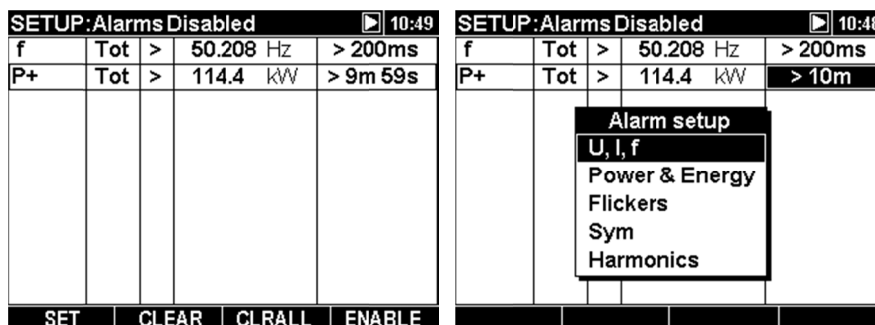 SETUP:Alarms Disabled 10:49
f Tot > 50.208 Hz > 200ms
P+ Tot > 114.4 kW > 9m 59s
SET CLEAR CLRALL ENABLE
SETUP:Alarms Disabled 10:48
f Tot > 50.208 Hz > 200ms
P+ Tot > 114.4 kW > 10m
Alarm setup
U, I, f
Power & Energy
Flickers
Sym
Harmonics